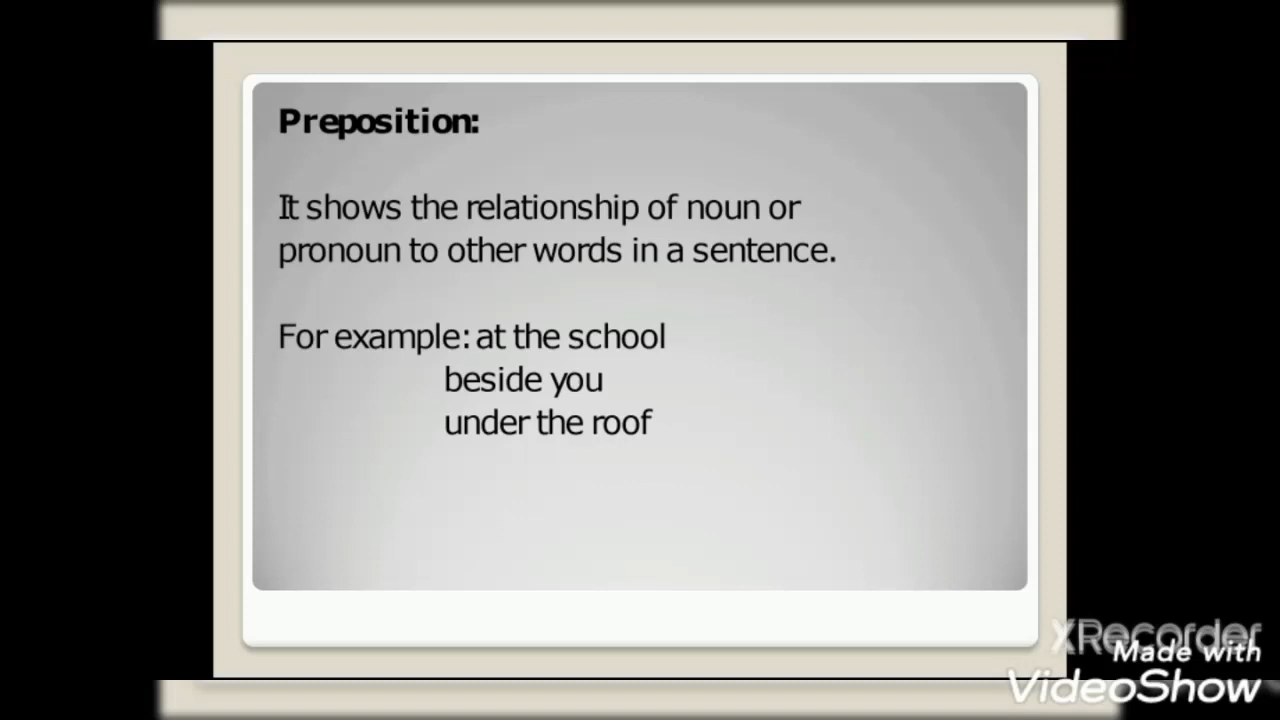 Preposition:
It shows the relationship of noun or
pronoun to other words in a sentence.
For example: at the school
beside you
under the roof
XRecorder
Made with
VideoShow